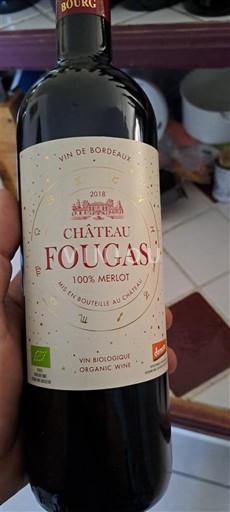 BOURG
VIN DE BORDEAUX
2018
CHÂTEAU
FOUGAS
100% MERLOT
MIS EN BOUTEILLE AU CHÂTEAU
VIN BIOLOGIQUE
ORGANIC WINE
demeter